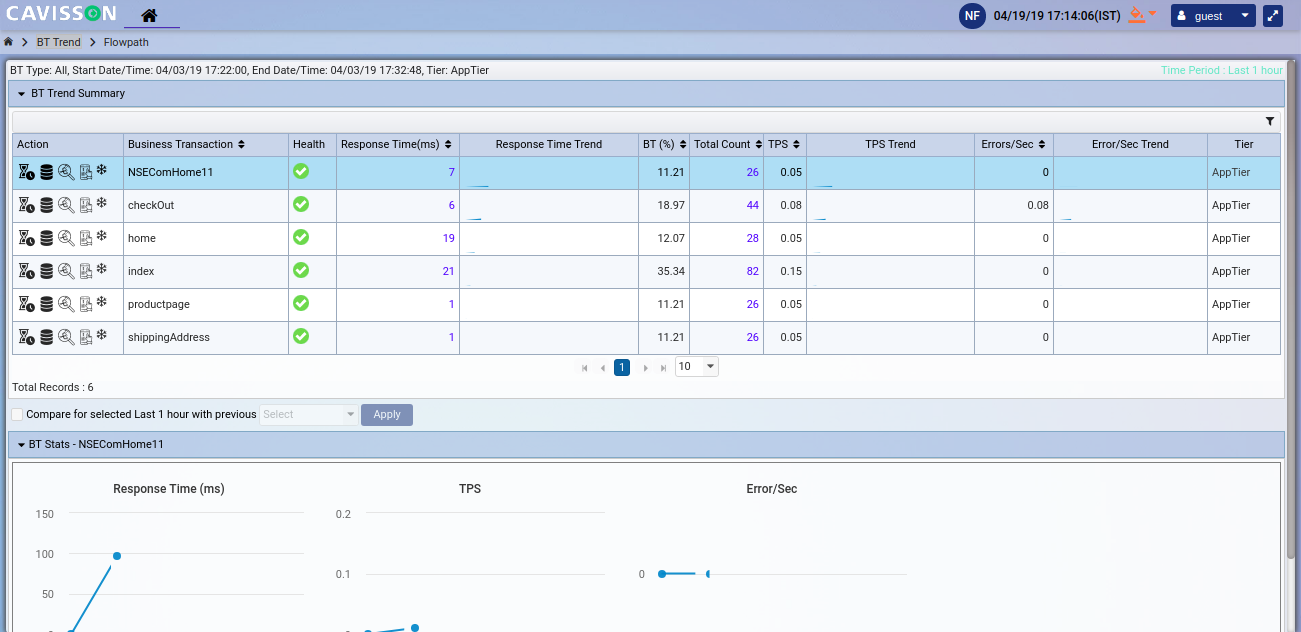 CAVISSON
NF 04/19/19 17:14:06(IST) guest
BT Trend Flowpath
BT Type: All, Start Date/Time: 04/03/19 17:22:00, End Date/Time: 04/03/19 17:32:48, Tier: AppTier Time Period : Last 1 hour
BT Trend Summary
Action Business Transaction Health Response Time(ms) Response Time Trend BT (%) Total Count TPS TPS Trend Errors/Sec Error/Sec Trend Tier
NSEComHome11 7 11.21 26 0.05 0 AppTier
checkOut 6 18.97 44 0.08 0.08 AppTier
home 19 12.07 28 0.05 0 AppTier
index 21 35.34 82 0.15 0 AppTier
productpage 1 11.21 26 0.05 0 AppTier
shippingAddress 1 11.21 26 0.05 0 AppTier
1 10
Total Records : 6
Compare for selected Last 1 hour with previous Select Apply
BT Stats - NSEComHome11
Response Time (ms) TPS Error/Sec
150 0.2
100
0.1 0
50